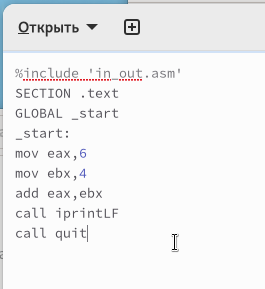 Открыть
%include 'in_out.asm'
SECTION .text
GLOBAL _start
_start:
mov eax,6
mov ebx,4
add eax,ebx
call iprintLF
call quit